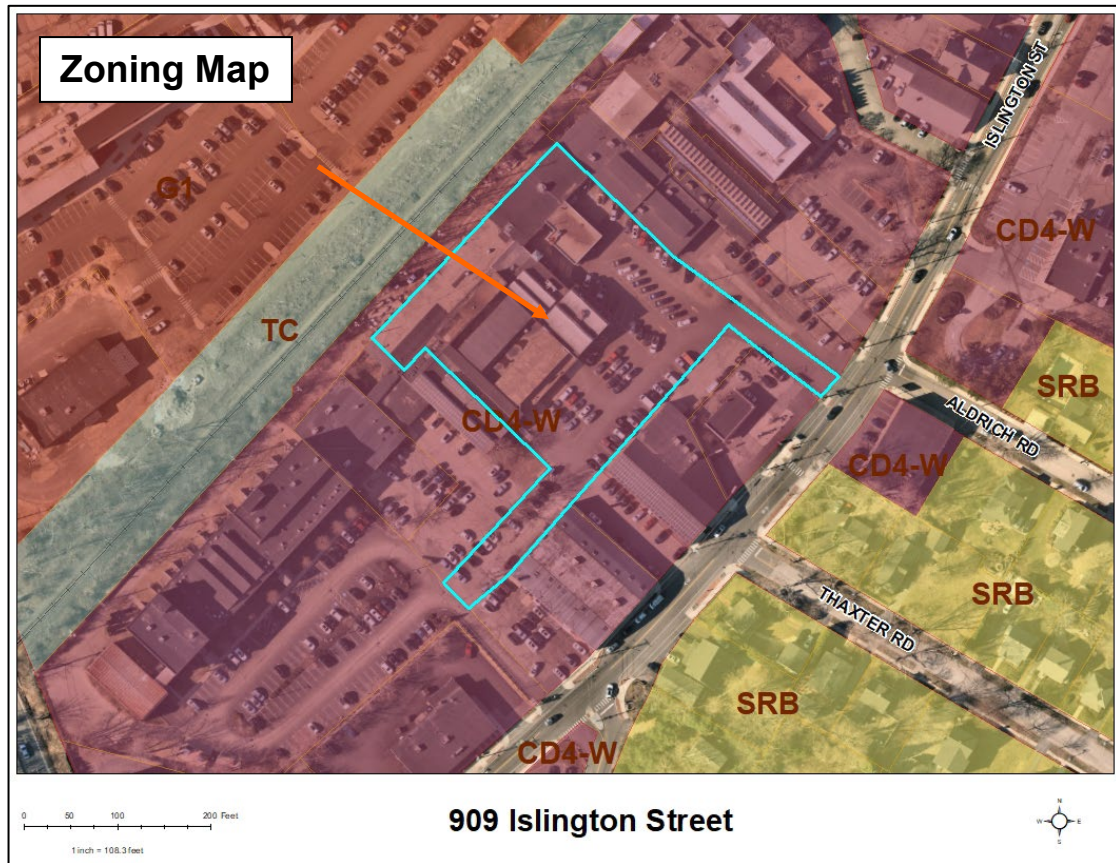 Zoning Map
ISLINGTON ST
G1
CD4-W
TC
SRB
ALDRICH RD
CD4-W
CD4-W
SRB
THAXTER RD
SRB
CD4-W
0 50 100 200 Feet
1 inch = 108.3 feet
909 Islington Street
N
W E
S